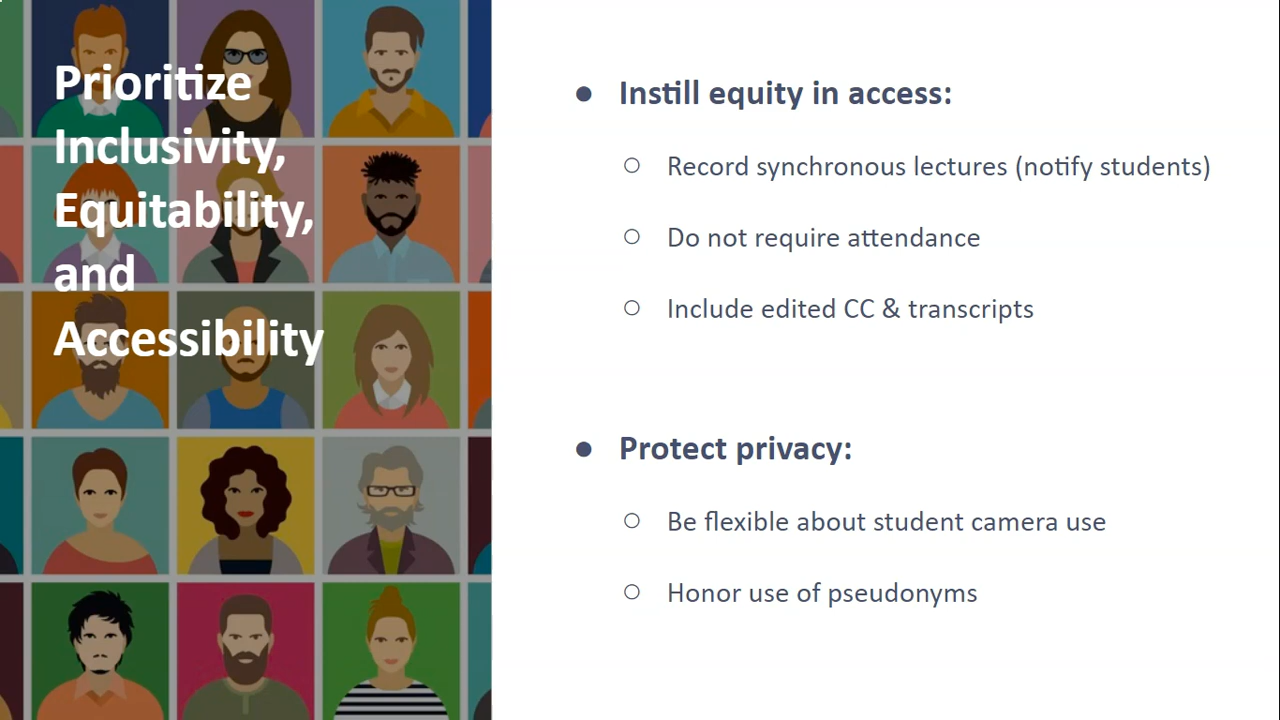 Prioritize
Inclusivity,
Equitability,
and
Accessibility
● Instill equity in access:
○ Record synchronous lectures (notify students)
○ Do not require attendance
○ Include edited CC & transcripts
● Protect privacy:
○ Be flexible about student camera use
○ Honor use of pseudonyms